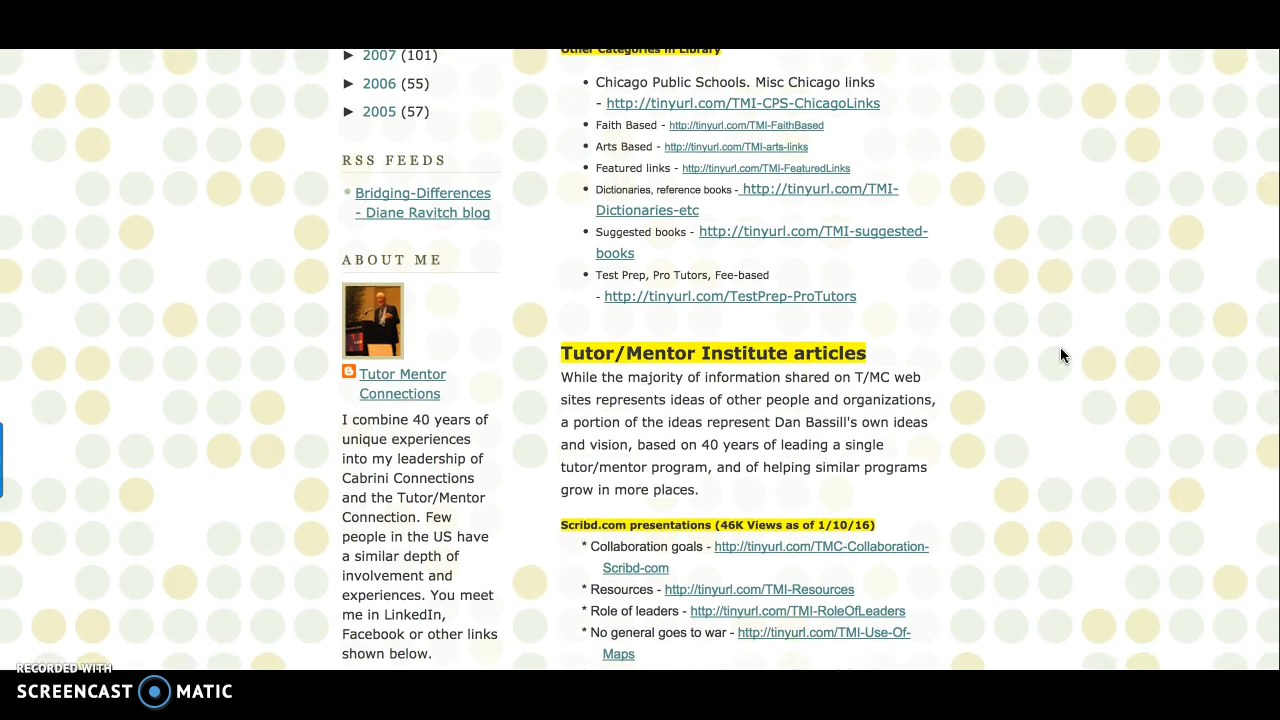 ► 2007 (101)
► 2006 (55)
► 2005 (57)
RSS FEEDS
Bridging-Differences
- Diane Ravitch blog
ABOUT ME
Tutor Mentor
Connections
I combine 40 years of
unique experiences
into my leadership of
Cabrini Connections
and the Tutor/Mentor
Connection. Few
people in the US have
a similar depth of
involvement and
experiences. You meet
me in LinkedIn,
Facebook or other links
shown below.
Other Categories in Library
• Chicago Public Schools. Misc Chicago links
- http://tinyurl.com/TMI-CPS-ChicagoLinks
• Faith Based - http://tinyurl.com/TMI-FaithBased
• Arts Based - http://tinyurl.com/TMI-arts-links
• Featured links - http://tinyurl.com/TMI-FeaturedLinks
• Dictionaries, reference books - http://tinyurl.com/TMI-
Dictionaries-etc
• Suggested books - http://tinyurl.com/TMI-suggested-
books
• Test Prep, Pro Tutors, Fee-based
- http://tinyurl.com/TestPrep-ProTutors
Tutor/Mentor Institute articles
While the majority of information shared on T/MC web
sites represents ideas of other people and organizations,
a portion of the ideas represent Dan Bassill's own ideas
and vision, based on 40 years of leading a single
tutor/mentor program, and of helping similar programs
grow in more places.
Scribd.com presentations (46K Views as of 1/10/16)
* Collaboration goals - http://tinyurl.com/TMC-Collaboration-
Scribd-com
* Resources - http://tinyurl.com/TMI-Resources
* Role of leaders - http://tinyurl.com/TMI-RoleOfLeaders
* No general goes to war - http://tinyurl.com/TMI-Use-Of-
Maps
RECORDED WITH
SCREENCAST MATIC